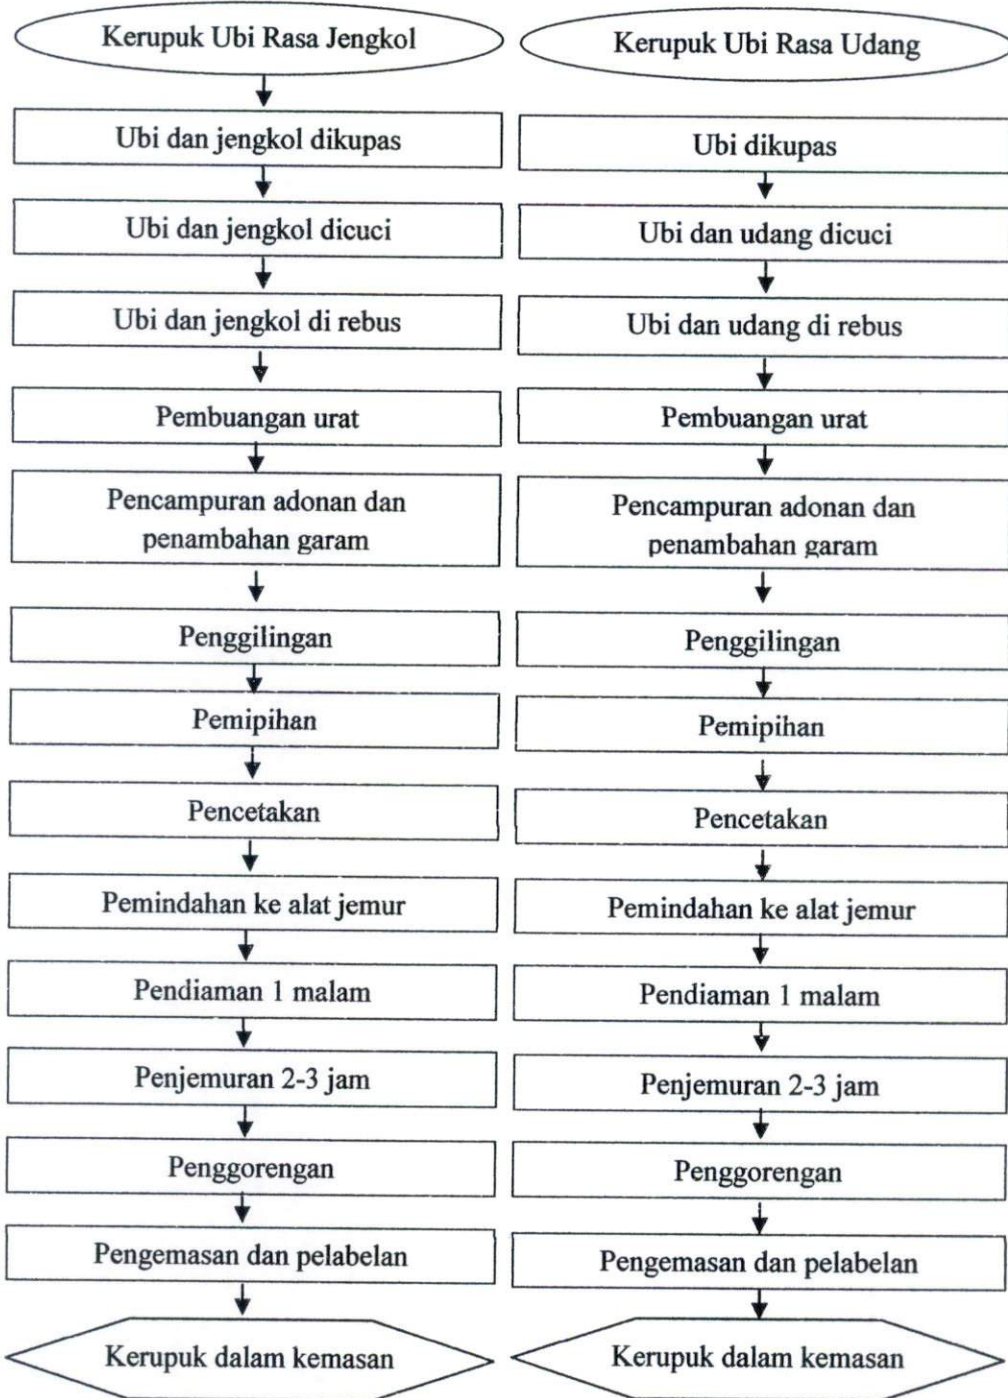 Kerupuk Ubi Rasa Jengkol
Ubi dan jengkol dikupas
Ubi dan jengkol dicuci
Ubi dan jengkol di rebus
Pembuangan urat
Pencampuran adonan dan
penambahan garam
Penggilingan
Pemipihan
Pencetakan
Pemindahan ke alat jemur
Pendiaman 1 malam
Penjemuran 2-3 jam
Penggorengan
Pengemasan dan pelabelan
Kerupuk dalam kemasan
Kerupuk Ubi Rasa Udang
Ubi dikupas
Ubi dan udang dicuci
Ubi dan udang di rebus
Pembuangan urat
Pencampuran adonan dan
penambahan garam
Penggilingan
Pemipihan
Pencetakan
Pemindahan ke alat jemur
Pendiaman 1 malam
Penjemuran 2-3 jam
Penggorengan
Pengemasan dan pelabelan
Kerupuk dalam kemasan